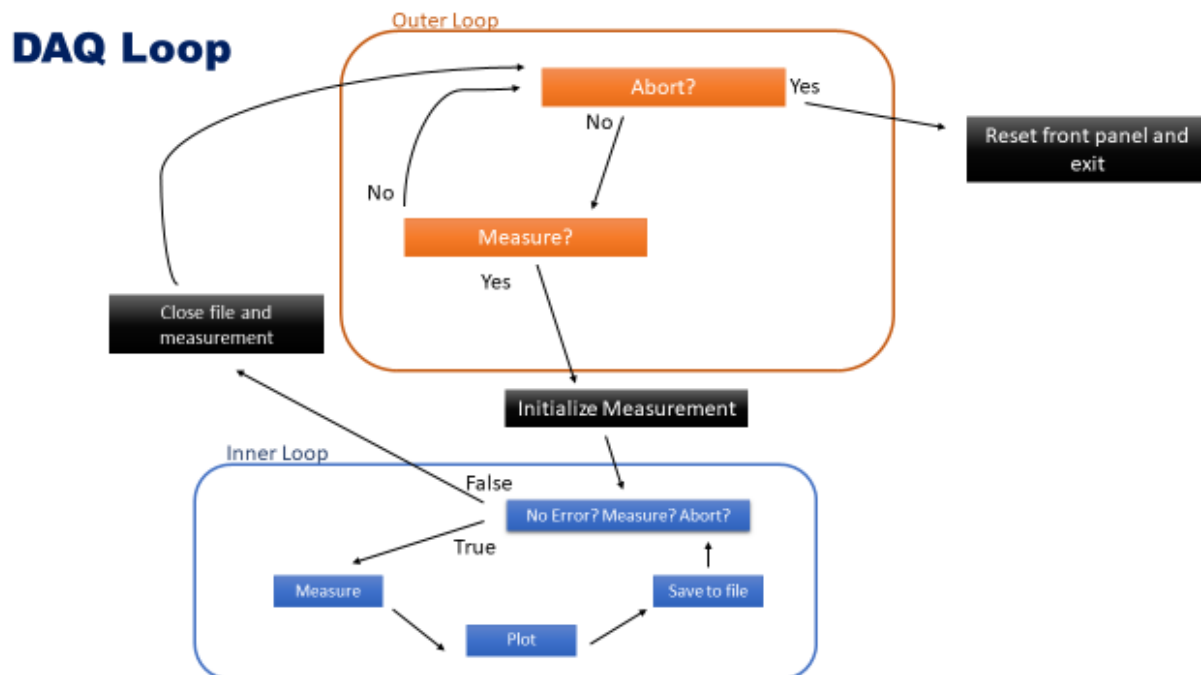 DAQ Loop
Outer Loop
Abort?
Yes
No
Reset front panel and
exit
No
Measure?
Yes
Close file and
measurement
Initialize Measurement
Inner Loop
False
No Error? Measure? Abort?
True
Measure
Save to file
Plot